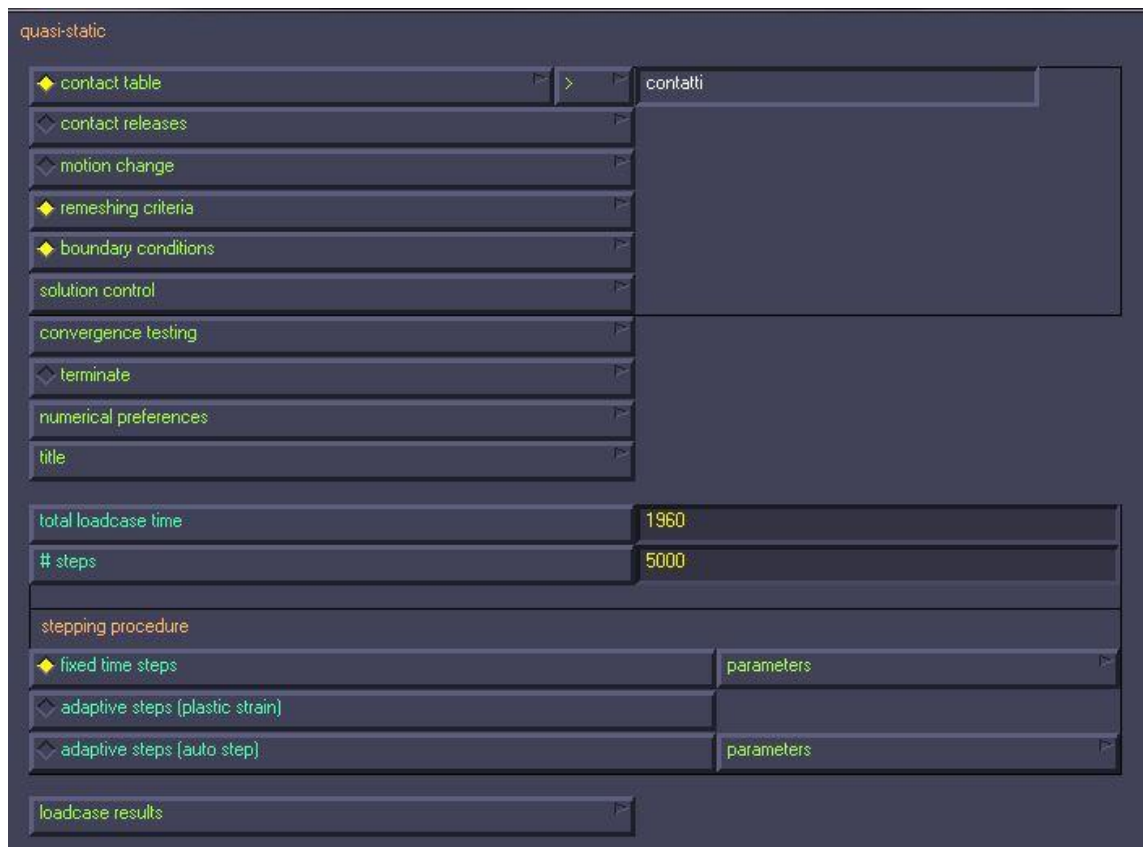 quasi-static
contact table > contatti
contact releases
motion change
remeshing criteria
boundary conditions
solution control
convergence testing
terminate
numerical preferences
title
total loadcase time 1960
# steps 5000
stepping procedure
fixed time steps parameters
adaptive steps (plastic strain)
adaptive steps (auto step) parameters
loadcase results